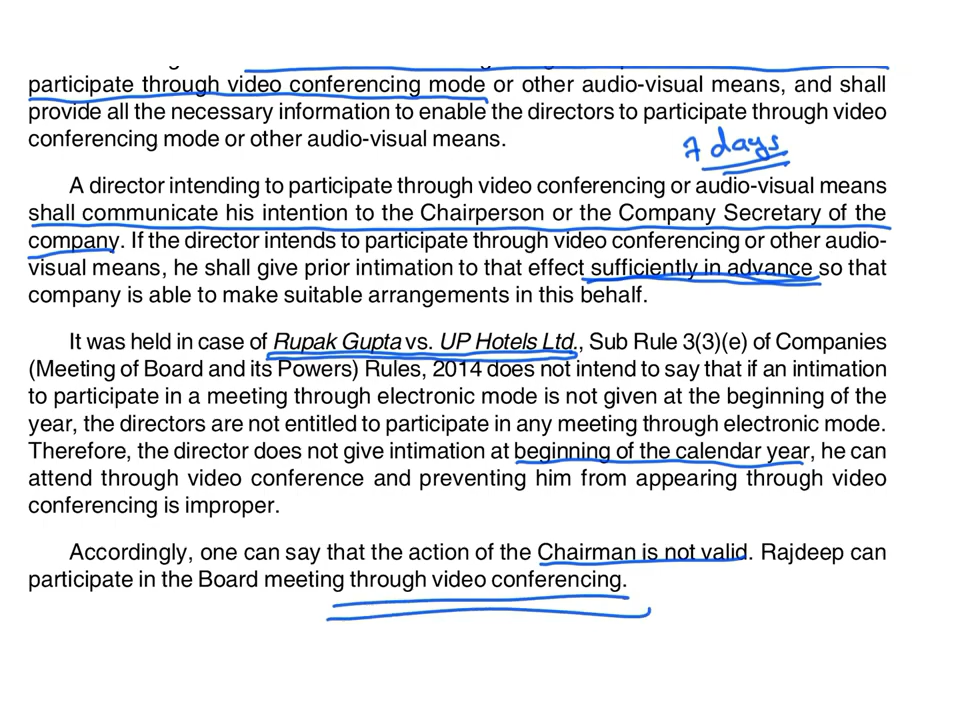 participate through video conferencing mode or other audio-visual means, and shall
provide all the necessary information to enable the directors to participate through video
conferencing mode or other audio-visual means.
7 days
A director intending to participate through video conferencing or audio-visual means
shall communicate his intention to the Chairperson or the Company Secretary of the
company. If the director intends to participate through video conferencing or other audio-
visual means, he shall give prior intimation to that effect sufficiently in advance so that
company is able to make suitable arrangements in this behalf.
It was held in case of Rupak Gupta vs. UP Hotels Ltd., Sub Rule 3(3)(e) of Companies
(Meeting of Board and its Powers) Rules, 2014 does not intend to say that if an intimation
to participate in a meeting through electronic mode is not given at the beginning of the
year, the directors are not entitled to participate in any meeting through electronic mode.
Therefore, the director does not give intimation at beginning of the calendar year, he can
attend through video conference and preventing him from appearing through video
conferencing is improper.
Accordingly, one can say that the action of the Chairman is not valid. Rajdeep can
participate in the Board meeting through video conferencing.